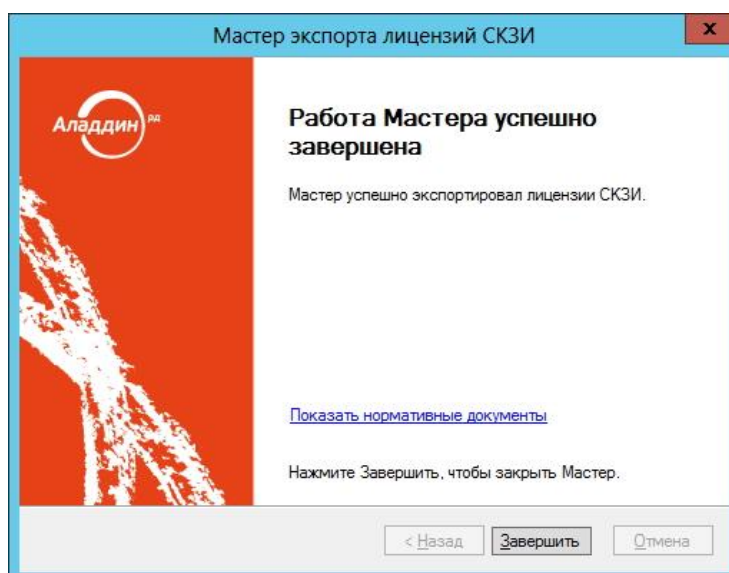 Мастер экспорта лицензий СКЗИ
x
Аладдин РД
Работа Мастера успешно
завершена
Мастер успешно экспортировал лицензии СКЗИ.
Показать нормативные документы
Нажмите Завершить, чтобы закрыть Мастер.
< Назад Завершить Отмена